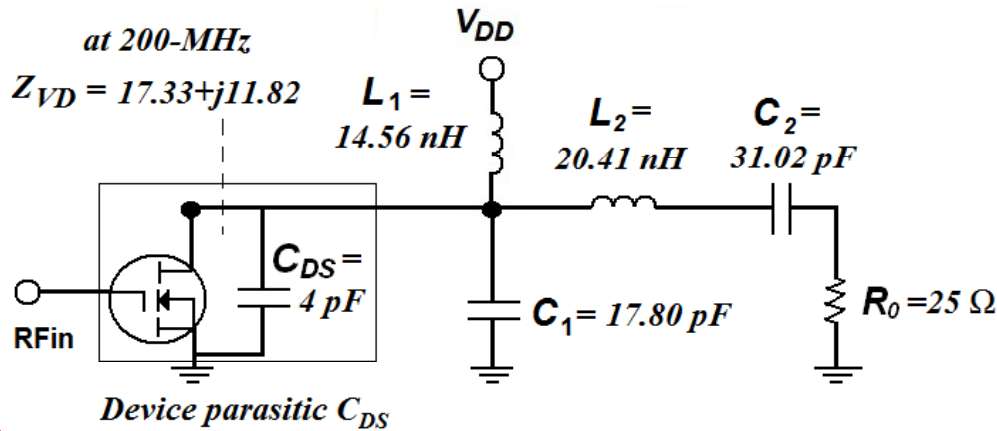 at 200-MHz
Z_VD = 17.33+j11.82
V_DD
L_1 =
14.56 nH
L_2 =
20.41 nH
C_2 =
31.02 pF
C_DS =
4 pF
C_1 = 17.80 pF
R_0 =25 Ω
RFin
Device parasitic C_DS